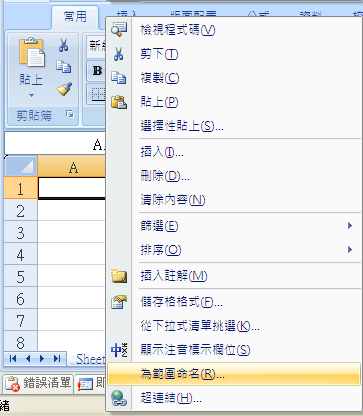 常用
貼上
剪貼簿
新細
B
A
A
1
2
3
4
5
6
7
8
Sheet
錯誤清單
即
緒
檢視程式碼(V)
剪下(T)
複製(C)
貼上(P)
選擇性貼上(S)...
插入(I)...
刪除(D)...
清除內容(N)
篩選(E)
排序(O)
插入註解(M)
儲存格格式(F)...
從下拉式清單挑選(K)...
顯示注音標示欄位(S)
為範圍命名(R)...
超連結(H)...